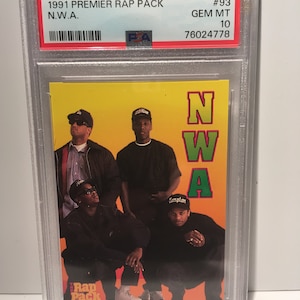 1991 PREMIER RAP PACK #93
N.W.A. GEM MT
10
PSA 76024778
N
W
A
Compton
Rap
Pack